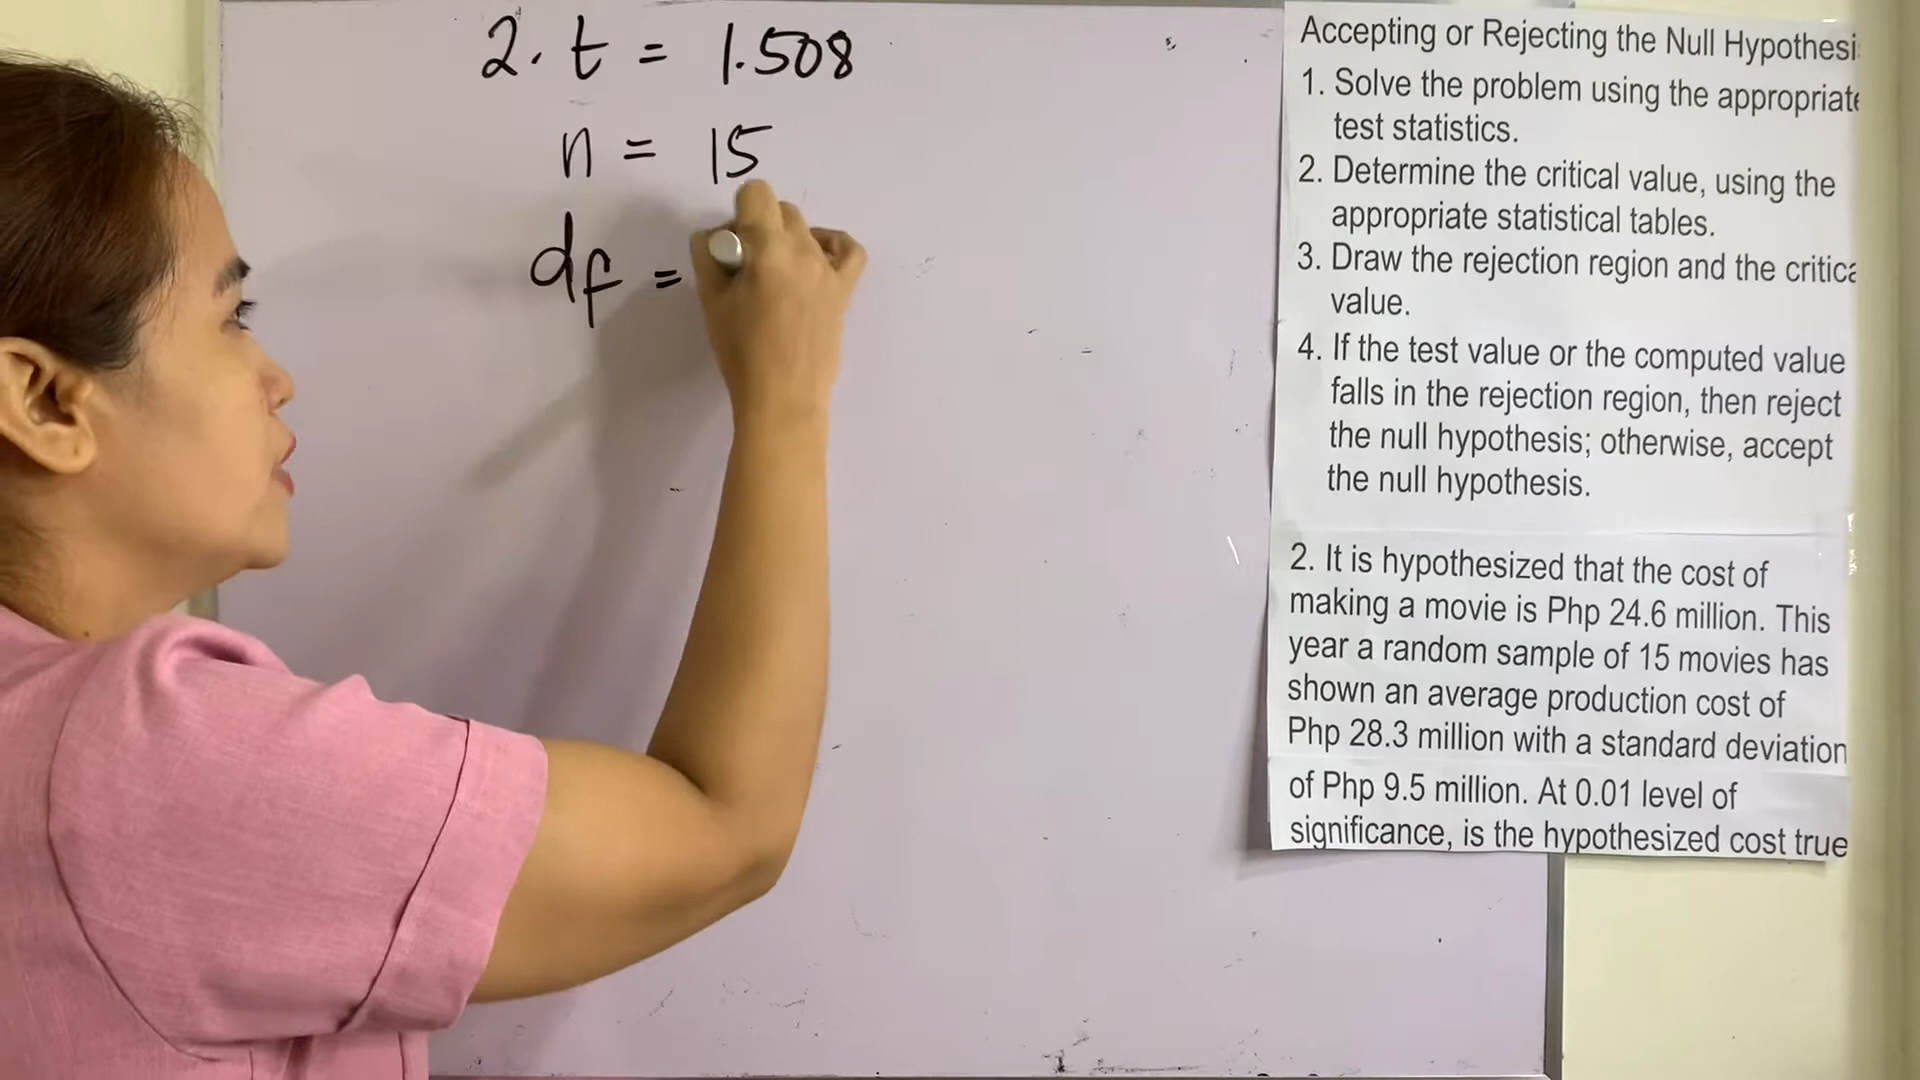 2. t = 1.508
n = 15
df =
Accepting or Rejecting the Null Hypothesi
1. Solve the problem using the appropriate
test statistics.
2. Determine the critical value, using the
appropriate statistical tables.
3. Draw the rejection region and the critica
value.
4. If the test value or the computed value
falls in the rejection region, then reject
the null hypothesis; otherwise, accept
the null hypothesis.
2. It is hypothesized that the cost of
making a movie is Php 24.6 million. This
year a random sample of 15 movies has
shown an average production cost of
Php 28.3 million with a standard deviation
of Php 9.5 million. At 0.01 level of
significance, is the hypothesized cost true